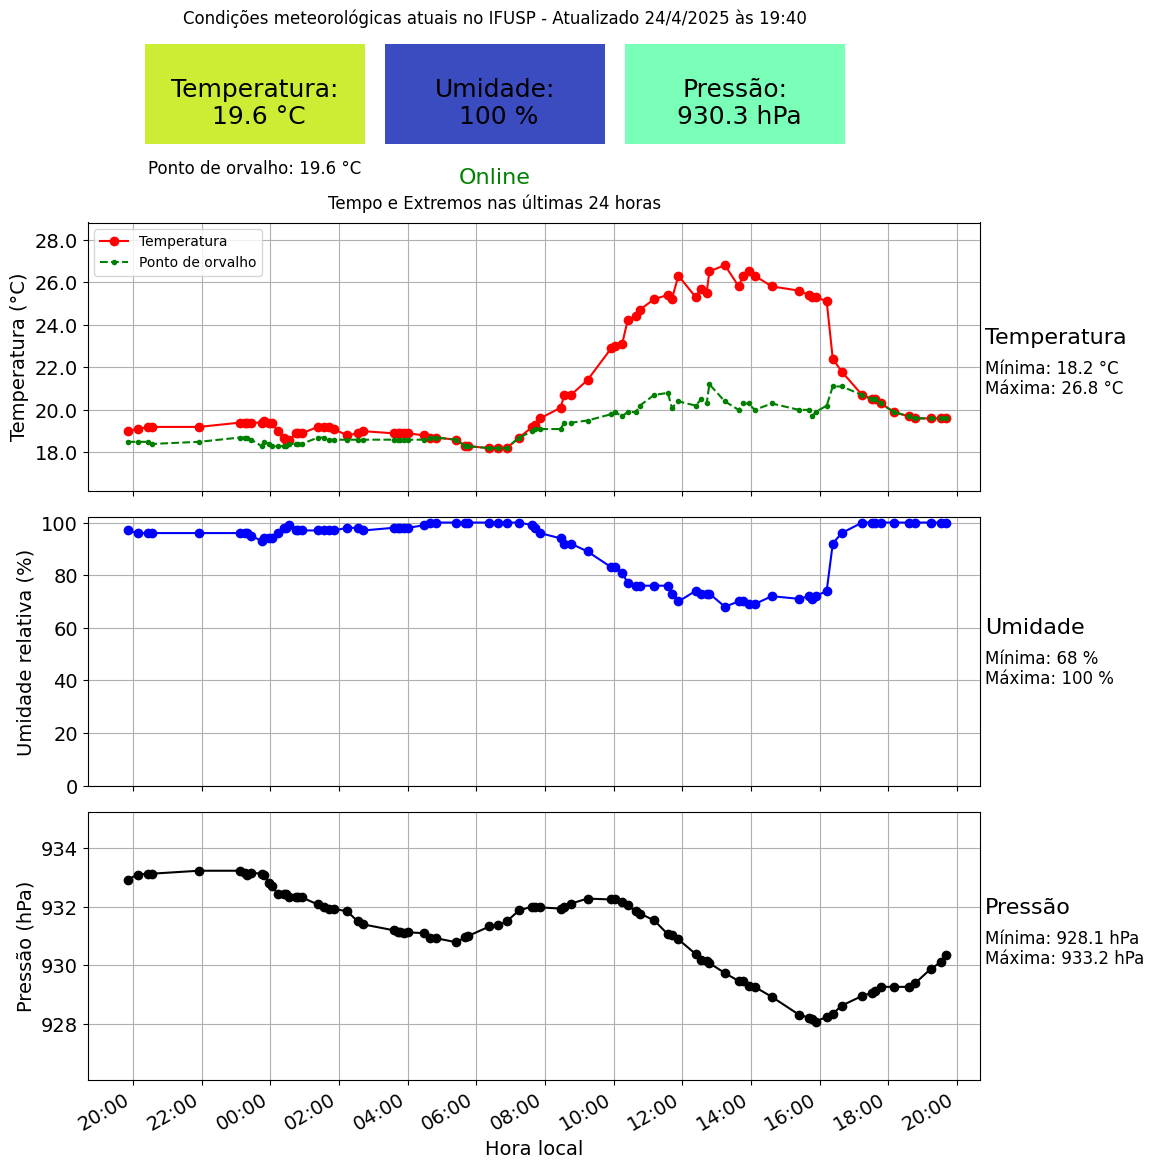 Condições meteorológicas atuais no IFUSP - Atualizado 24/4/2025 às 19:40
Temperatura:
19.6 °C
Umidade:
100 %
Pressão:
930.3 hPa
Ponto de orvalho: 19.6 °C
Online
Tempo e Extremos nas últimas 24 horas
Temperatura (°C)
28.0
26.0
24.0
22.0
20.0
18.0
Temperatura
Ponto de orvalho
Temperatura
Mínima: 18.2 °C
Máxima: 26.8 °C
Umidade relativa (%)
100
80
60
40
20
0
Umidade
Mínima: 68 %
Máxima: 100 %
Pressão (hPa)
934
932
930
928
Pressão
Mínima: 928.1 hPa
Máxima: 933.2 hPa
20:00
22:00
00:00
02:00
04:00
06:00
08:00
10:00
12:00
14:00
16:00
18:00
20:00
Hora local